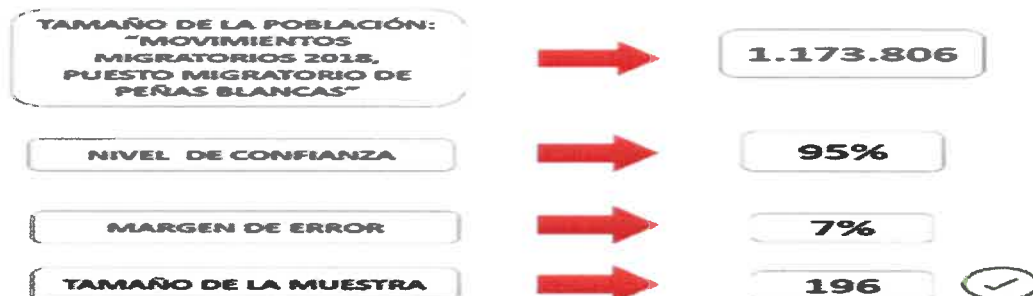 TAMAÑO DE LA POBLACIÓN:
"MOVIMIENTOS
MIGRATORIOS 2018,
PUESTO MIGRATORIO DE
PEÑAS BLANCAS"
1.173.806
NIVEL DE CONFIANZA
95%
MARGEN DE ERROR
7%
TAMAÑO DE LA MUESTRA
196